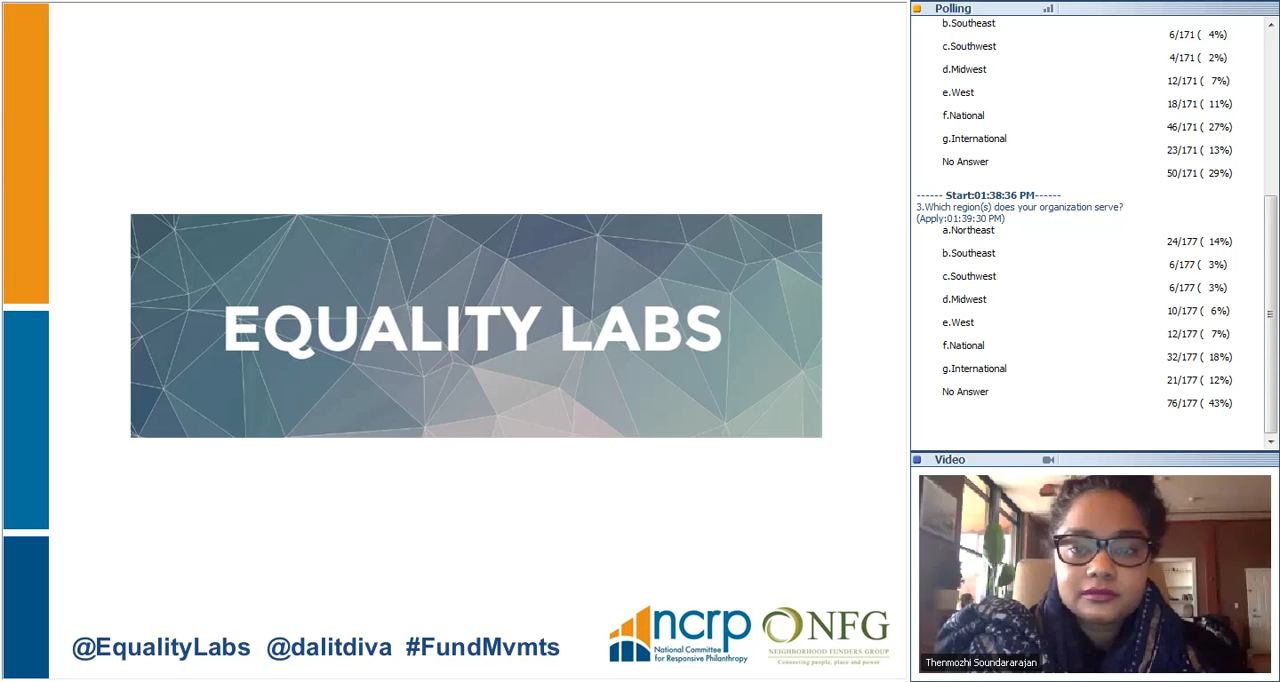 EQUALITY LABS
@EqualityLabs @dalitdiva #FundMvmts
ncrp
National Committee
for Responsive Philanthropy
NFG
NEIGHBORHOOD FUNDERS GROUP
Connecting people, place and power
Polling
b.Southeast
6/171 ( 4%)
c.Southwest
4/171 ( 2%)
d.Midwest
12/171 ( 7%)
e.West
18/171 ( 11%)
f.National
46/171 ( 27%)
g.International
23/171 ( 13%)
No Answer
50/171 ( 29%)
------ Start:01:38:36 PM------
3.Which region(s) does your organization serve?
(Apply:01:39:30 PM)
a.Northeast
24/177 ( 14%)
b.Southeast
6/177 ( 3%)
c.Southwest
6/177 ( 3%)
d.Midwest
10/177 ( 6%)
e.West
12/177 ( 7%)
f.National
32/177 ( 18%)
g.International
21/177 ( 12%)
No Answer
76/177 ( 43%)
Video
Thenmozhi Soundararajan